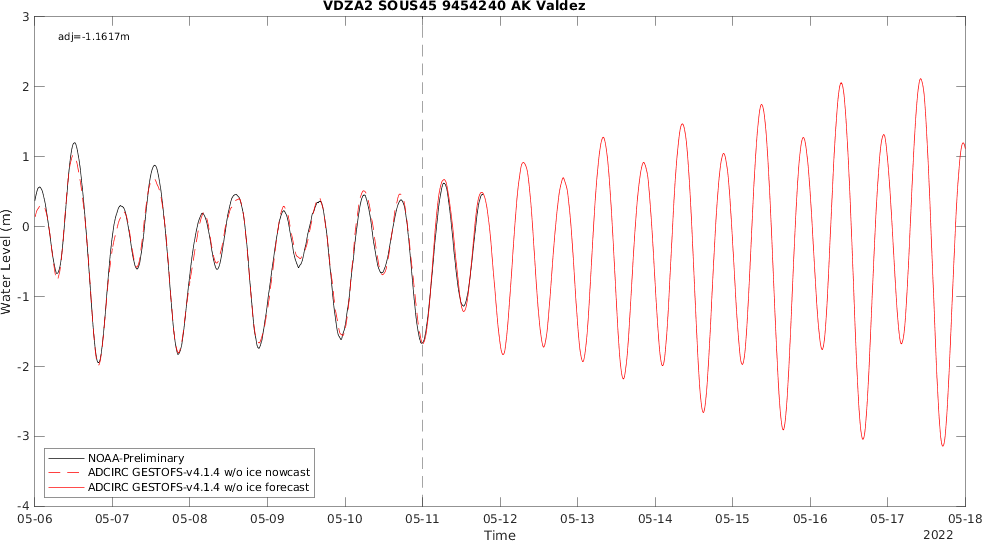 VDZA2 SOUS45 9454240 AK Valdez
adj=-1.1617m
3
2
1
0
-1
-2
-3
-4
Water Level (m)
NOAA-Preliminary
ADCIRC GESTOFS-v4.1.4 w/o ice nowcast
ADCIRC GESTOFS-v4.1.4 w/o ice forecast
05-06 05-07 05-08 05-09 05-10 05-11 05-12 05-13 05-14 05-15 05-16 05-17 05-18
Time
2022